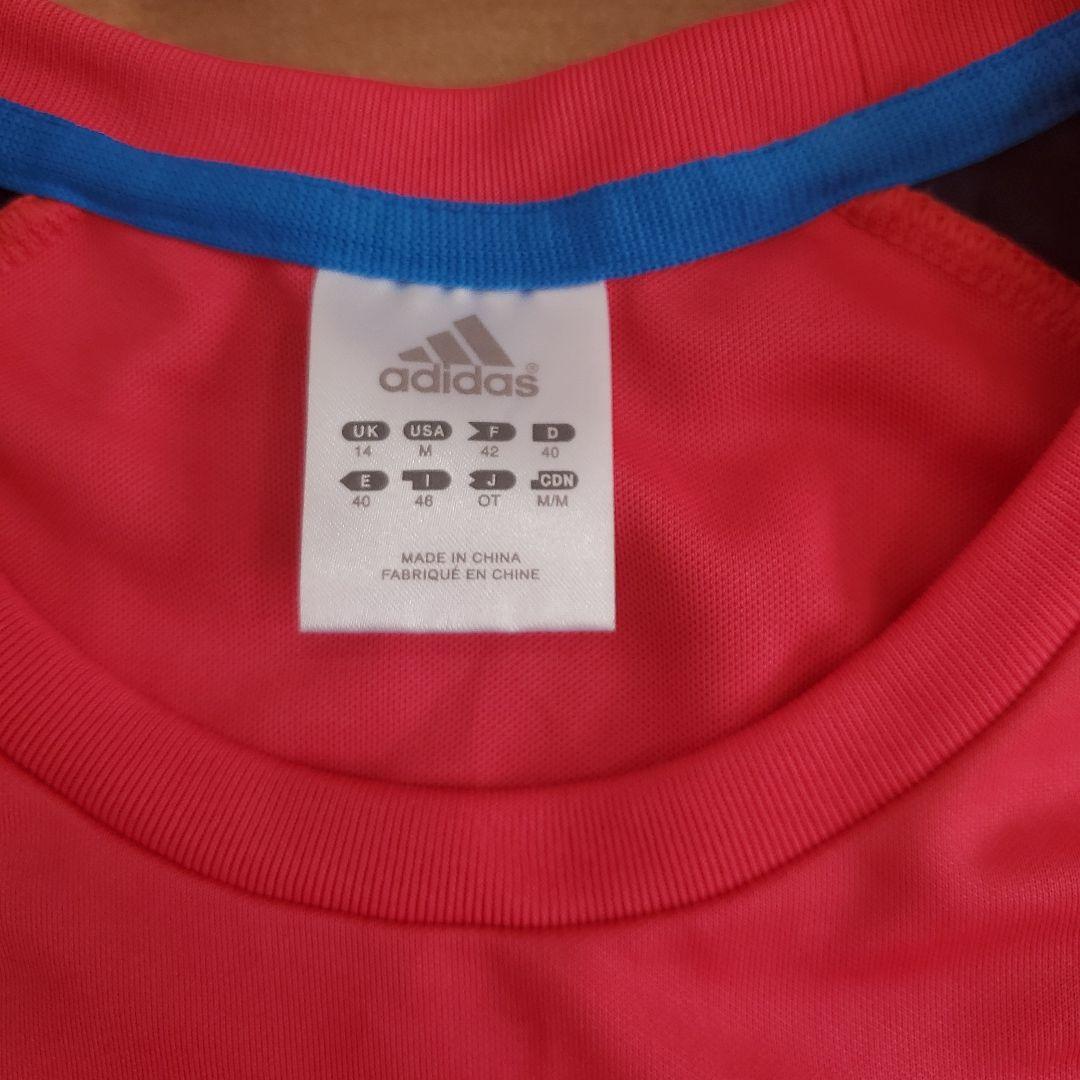 adidas®
UK USA F D
14 M 42 40
E I J CDN
40 46 OT M/M
MADE IN CHINA
FABRIQUÉ EN CHINE